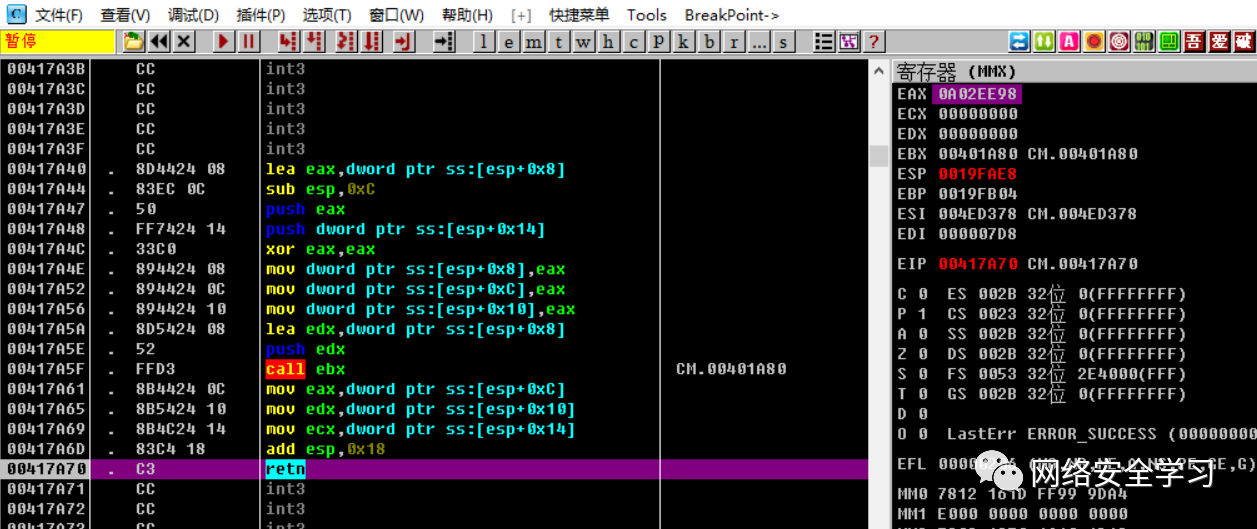 C 文件(F) 查看(V) 调试(D) 插件(P) 选项(T) 窗口(W) 帮助(H) [+] 快捷菜单 Tools BreakPoint->
暂停 l e m t w h c p k b r ... s ? A 吾 爱 破
00417A3B CC int3
00417A3C CC int3
00417A3D CC int3
00417A3E CC int3
00417A3F CC int3
00417A40 . 8D4424 08 lea eax,dword ptr ss:[esp+0x8]
00417A44 . 83EC 0C sub esp,0xC
00417A47 . 50 push eax
00417A48 . FF7424 14 push dword ptr ss:[esp+0x14]
00417A4C . 33C0 xor eax,eax
00417A4E . 894424 08 mov dword ptr ss:[esp+0x8],eax
00417A52 . 894424 0C mov dword ptr ss:[esp+0xC],eax
00417A56 . 894424 10 mov dword ptr ss:[esp+0x10],eax
00417A5A . 8D5424 08 lea edx,dword ptr ss:[esp+0x8]
00417A5E . 52 push edx
00417A5F . FFD3 call ebx CM.00401A80
00417A61 . 8B4424 0C mov eax,dword ptr ss:[esp+0xC]
00417A65 . 8B5424 10 mov edx,dword ptr ss:[esp+0x10]
00417A69 . 8B4C24 14 mov ecx,dword ptr ss:[esp+0x14]
00417A6D . 83C4 18 add esp,0x18
00417A70 . C3 retn
00417A71 CC int3
00417A72 CC int3
00417A73 CC int3
寄存器 (MMX)
EAX 0A02EE98
ECX 00000000
EDX 00000000
EBX 00401A80 CM.00401A80
ESP 0019FAE8
EBP 0019FB04
ESI 004ED378 CM.004ED378
EDI 000007D8
EIP 00417A70 CM.00417A70
C 0 ES 002B 32位 0(FFFFFFFF)
P 1 CS 0023 32位 0(FFFFFFFF)
A 0 SS 002B 32位 0(FFFFFFFF)
Z 0 DS 002B 32位 0(FFFFFFFF)
S 0 FS 0053 32位 2E4000(FFF)
T 0 GS 002B 32位 0(FFFFFFFF)
D 0
O 0 LastErr ERROR_SUCCESS (00000000
EFL
网络安全学习
MM0 7812 161D FF99 9DA4
MM1 E000 0000 0000 0000